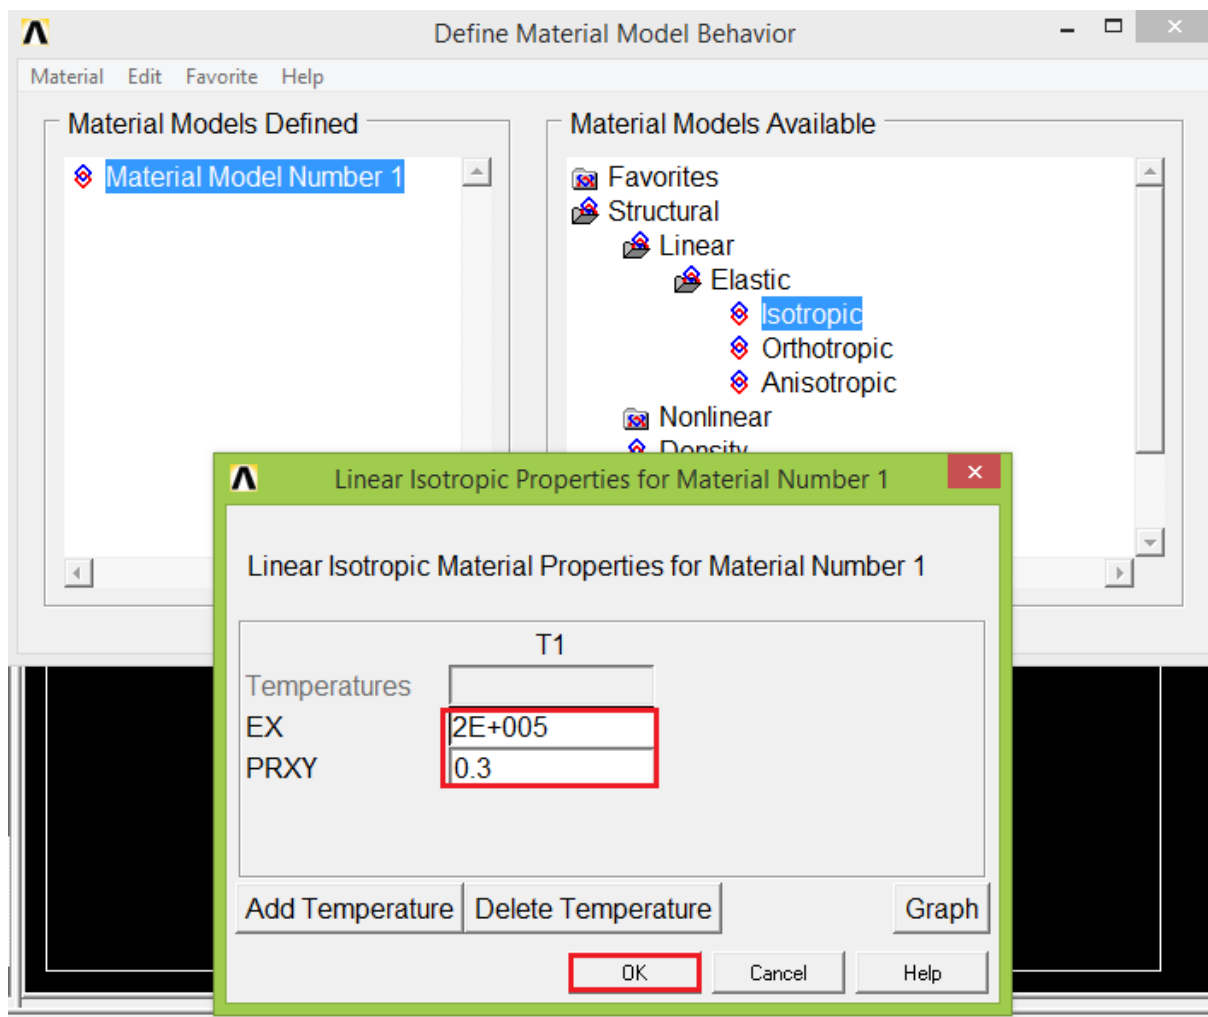 Define Material Model Behavior
Material Edit Favorite Help
Material Models Defined
Material Model Number 1
Material Models Available
Favorites
Structural
Linear
Elastic
Isotropic
Orthotropic
Anisotropic
Nonlinear
Density
Linear Isotropic Properties for Material Number 1
Linear Isotropic Material Properties for Material Number 1
T1
Temperatures
EX 2E+005
PRXY 0.3
Add Temperature Delete Temperature Graph
OK Cancel Help